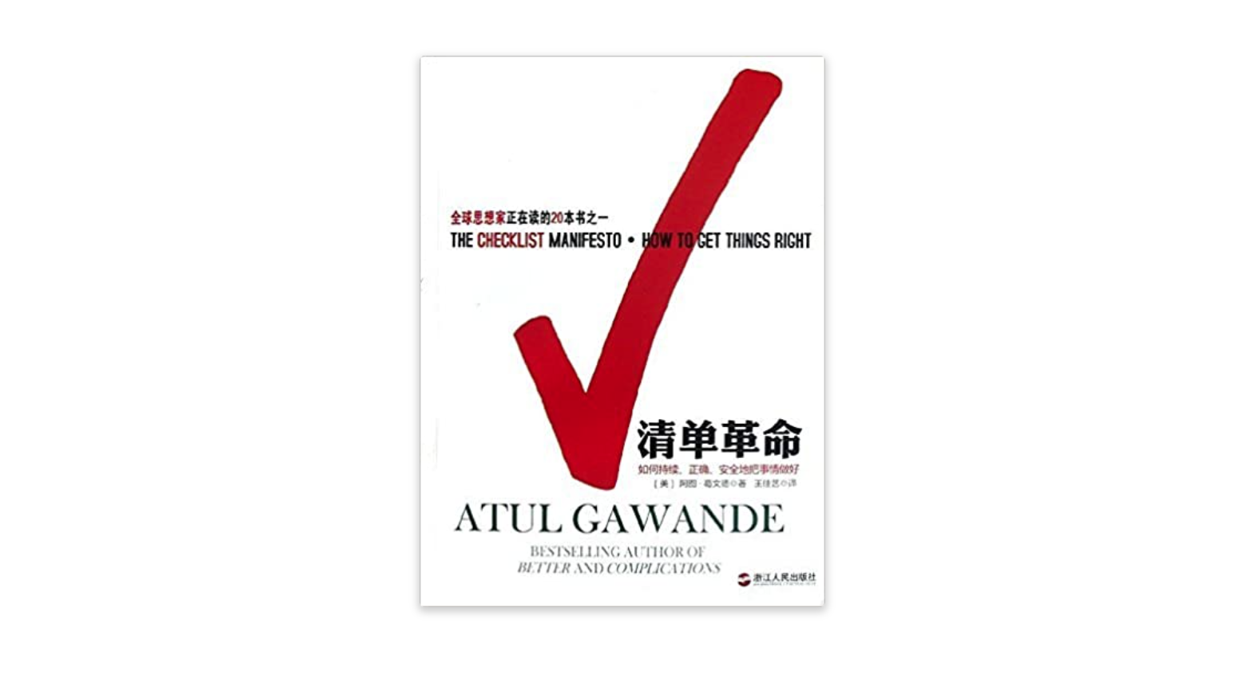 全球思想家正在读的20本书之一
THE CHECKLIST MANIFESTO • HOW TO GET THINGS RIGHT
清单革命
如何持续、正确、安全地把事情做好
［美］阿图·葛文德◎著 王佳艺◎译
ATUL GAWANDE
BESTSELLING AUTHOR OF
BETTER AND COMPLICATIONS
浙江人民出版社